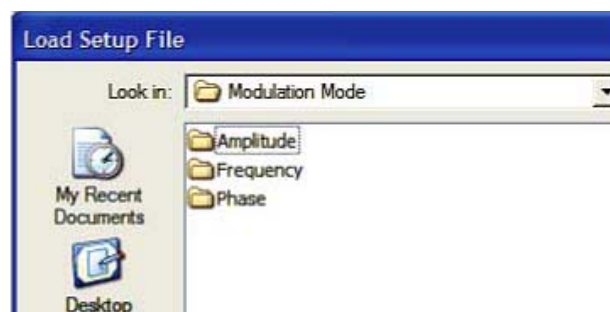 Load Setup File
Look in:
Modulation Mode
Amplitude
Frequency
Phase
My Recent
Documents
Desktop